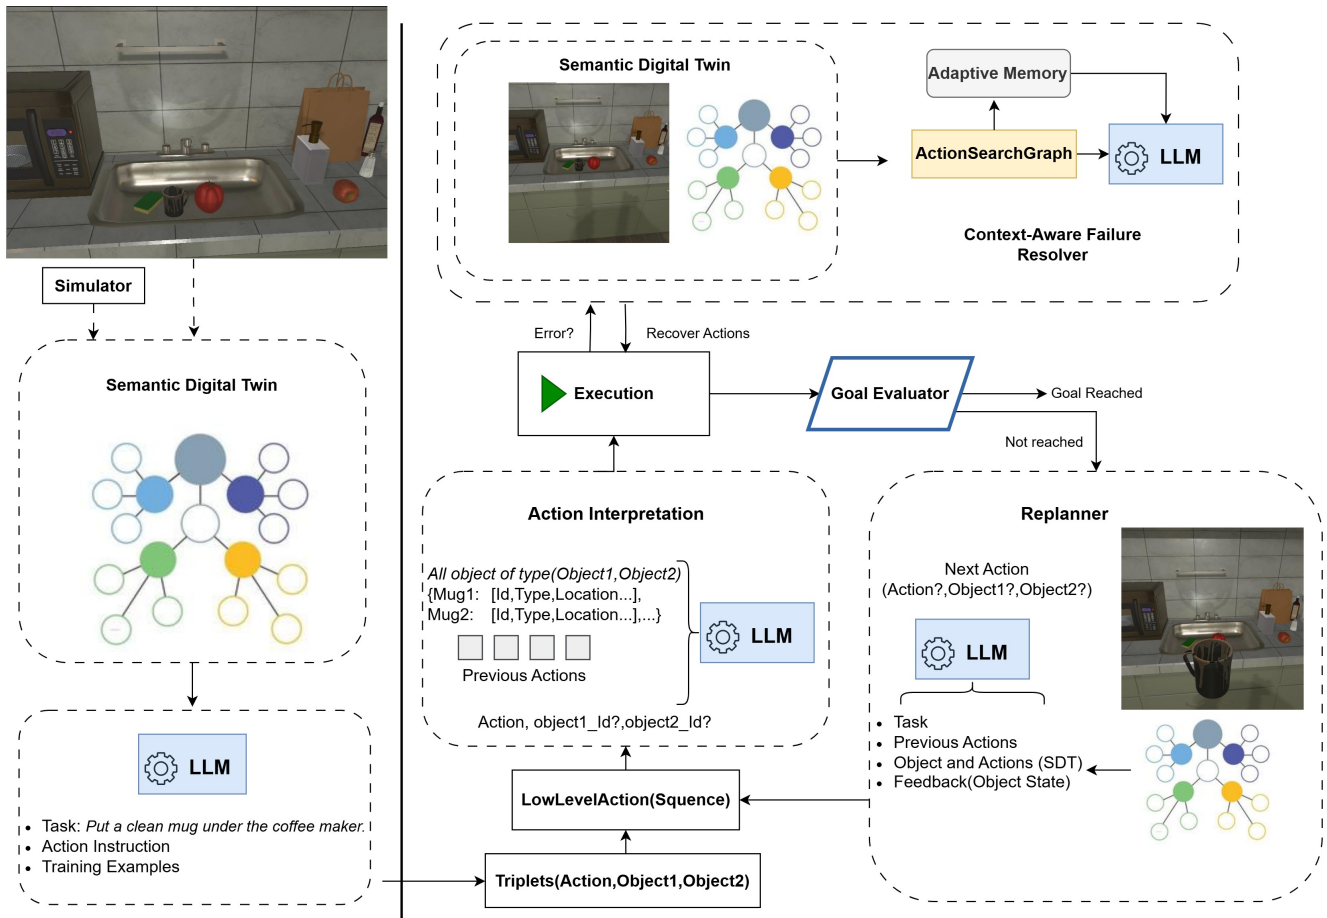 Simulator
Semantic Digital Twin
LLM
Task: Put a clean mug under the coffee maker.
Action Instruction
Training Examples
Semantic Digital Twin
Adaptive Memory
ActionSearchGraph
LLM
Context-Aware Failure
Resolver
Error?
Recover Actions
Execution
Goal Evaluator
Goal Reached
Not reached
Action Interpretation
All object of type(Object1,Object2)
{Mug1: [Id,Type,Location...],
Mug2: [Id,Type,Location...],...}
LLM
Previous Actions
Action, object1_Id?,object2_Id?
LowLevelAction(Squence)
Triplets(Action,Object1,Object2)
Replanner
Next Action
(Action?,Object1?,Object2?)
LLM
Task
Previous Actions
Object and Actions (SDT)
Feedback(Object State)